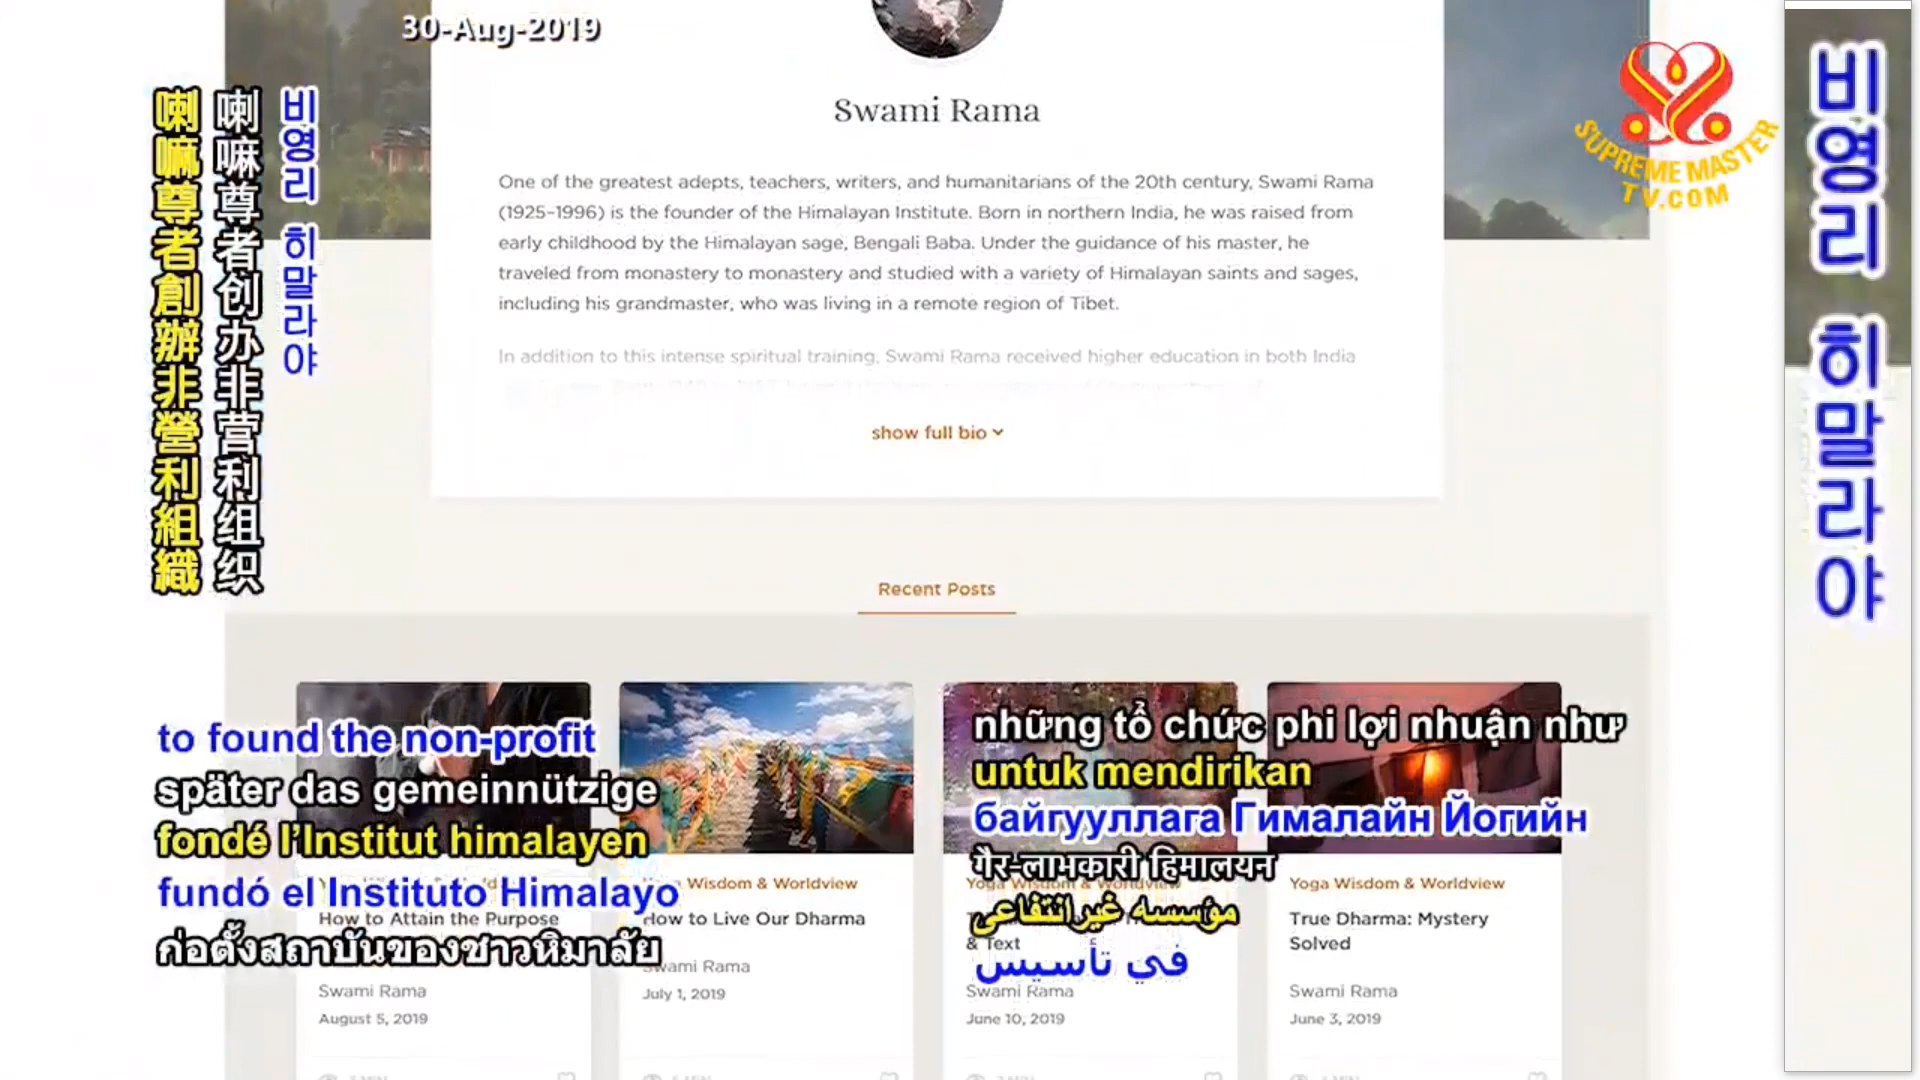 30-Aug-2019
SUPREME MASTER
TV.COM
비영리 히말라야
喇嘛尊者创办非营利组织
喇嘛尊者創辦非營利組織
비영리 히말라야
Swami Rama
One of the greatest adepts, teachers, writers, and humanitarians of the 20th century, Swami Rama
(1925–1996) is the founder of the Himalayan Institute. Born in northern India, he was raised from
early childhood by the Himalayan sage, Bengali Baba. Under the guidance of his master, he
traveled from monastery to monastery and studied with a variety of Himalayan saints and sages,
including his grandmaster, who was living in a remote region of Tibet.
In addition to this intense spiritual training, Swami Rama received higher education in both India
show full bio
Recent Posts
to found the non-profit
später das gemeinnützige
fondé l’Institut himalayen
fundó el Instituto Himalayo
ก่อตั้งสถาบันของชาวหิมาลัย
những tổ chức phi lợi nhuận như
untuk mendirikan
байгууллага Гималайн Йогийн
गैर-लाभकारी हिमालयन
مؤسسه غیرانتفاعی
في تأسيس
How to Attain the Purpose
Swami Rama
August 5, 2019
Wisdom & Worldview
How to Live Our Dharma
Swami Rama
July 1, 2019
Yoga Wisdom & Worldview
& Text
Swami Rama
June 10, 2019
Yoga Wisdom & Worldview
True Dharma: Mystery
Solved
Swami Rama
June 3, 2019